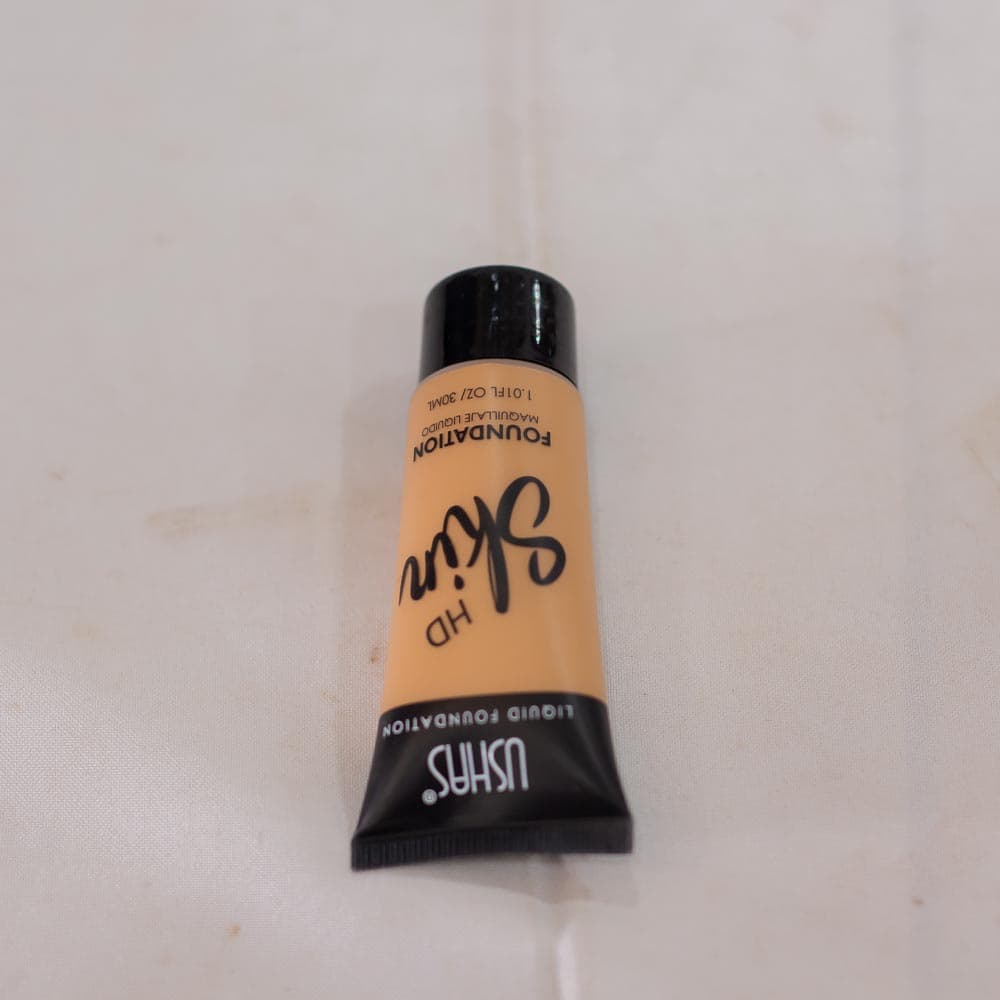 USHAS®
LIQUID FOUNDATION
HD
Skin
FOUNDATION
MAQUILLAJE LIQUIDO
1.01FL OZ/ 30ML